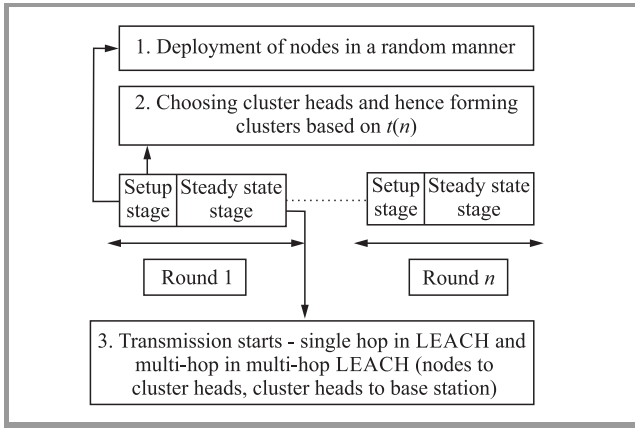 1. Deployment of nodes in a random manner
2. Choosing cluster heads and hence forming
clusters based on t(n)
Setup
stage
Steady state
stage
Setup
stage
Steady state
stage
Round 1
Round n
3. Transmission starts - single hop in LEACH and
multi-hop in multi-hop LEACH (nodes to
cluster heads, cluster heads to base station)